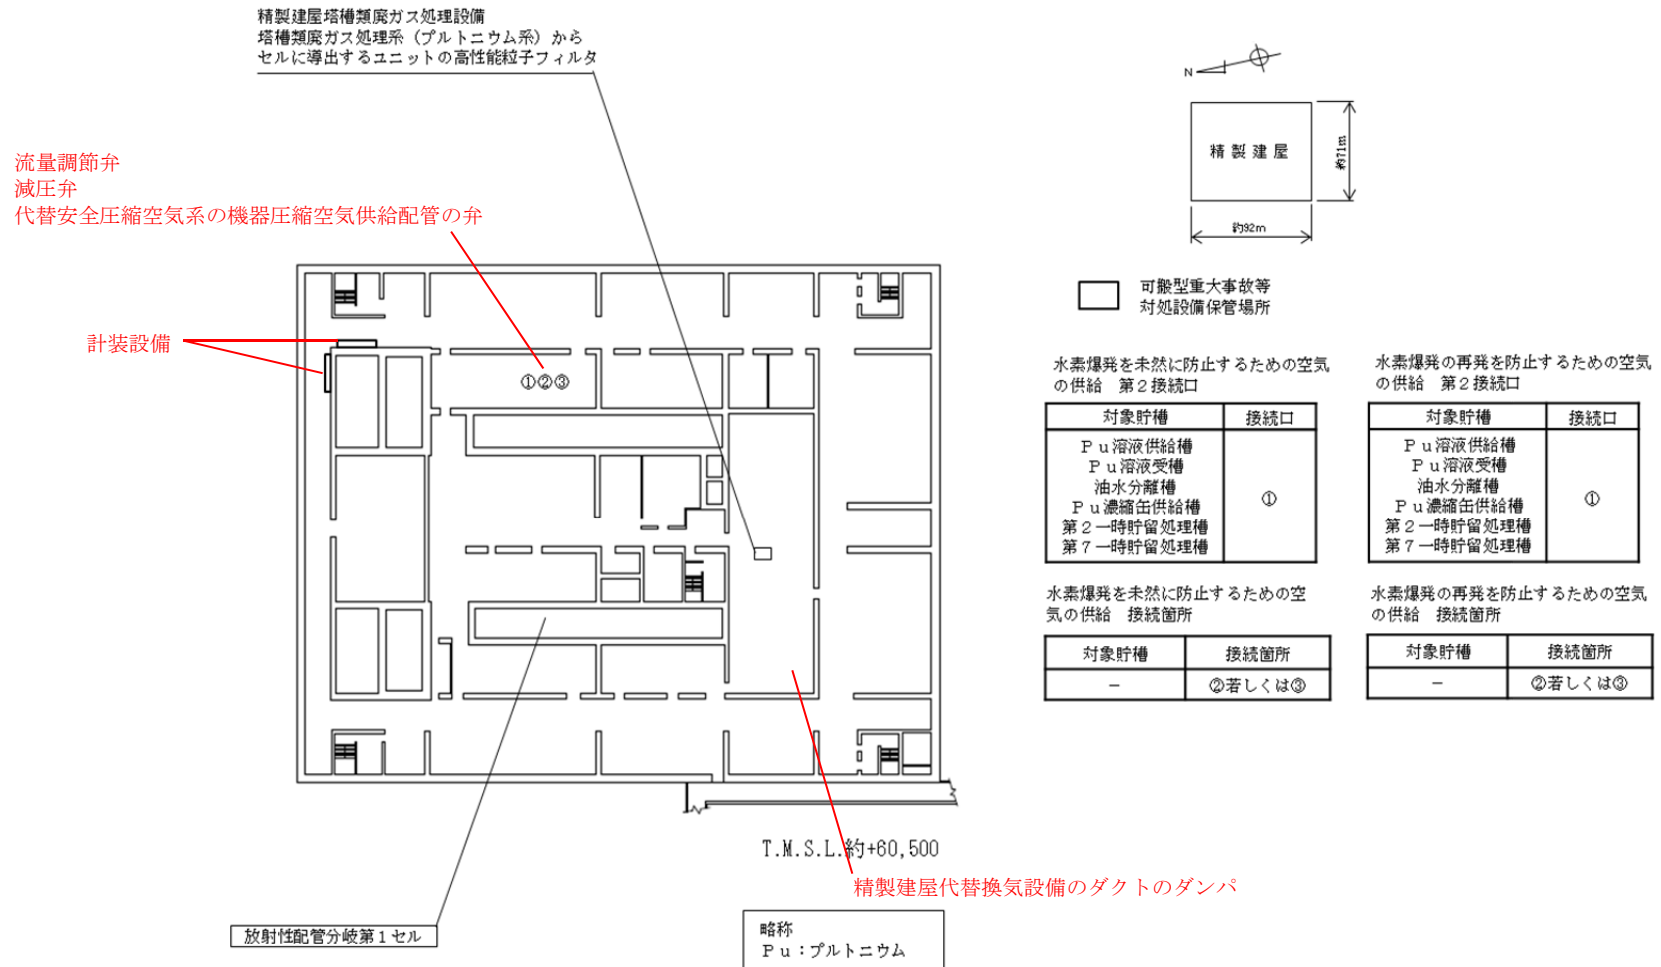 精製建屋塔槽類廃ガス処理設備
塔槽類廃ガス処理系（プルトニウム系）から
セルに導出するユニットの高性能粒子フィルタ
流量調節弁
減圧弁
代替安全圧縮空気系の機器圧縮空気供給配管の弁
計装設備
①②③
N
精製建屋
約71m
約92m
可搬型重大事故等
対処設備保管場所
水素爆発を未然に防止するための空気
の供給　第２接続口
対象貯槽 接続口
Ｐｕ溶液供給槽
Ｐｕ溶液受槽
油水分離槽
Ｐｕ濃縮缶供給槽
第２一時貯留処理槽
第７一時貯留処理槽
①
水素爆発の再発を防止するための空気
の供給　第２接続口
対象貯槽 接続口
Ｐｕ溶液供給槽
Ｐｕ溶液受槽
油水分離槽
Ｐｕ濃縮缶供給槽
第２一時貯留処理槽
第７一時貯留処理槽
①
水素爆発を未然に防止するための空
気の供給　接続箇所
対象貯槽 接続箇所
－ ②若しくは③
水素爆発の再発を防止するための空気
の供給　接続箇所
対象貯槽 接続箇所
－ ②若しくは③
T.M.S.L.約+60,500
精製建屋代替換気設備のダクトのダンパ
放射性配管分岐第１セル
略称
Ｐｕ：プルトニウム